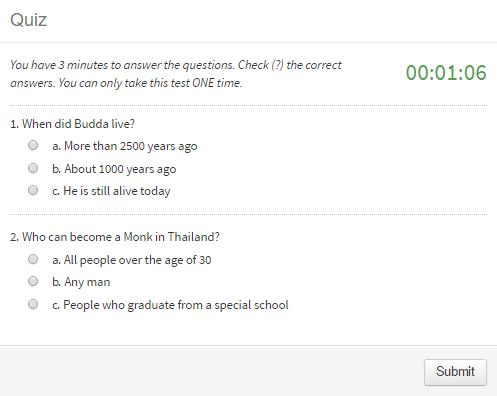 Quiz
You have 3 minutes to answer the questions. Check (?) the correct
answers. You can only take this test ONE time.
00:01:06
1. When did Budda live?
a. More than 2500 years ago
b. About 1000 years ago
c. He is still alive today
2. Who can become a Monk in Thailand?
a. All people over the age of 30
b. Any man
c. People who graduate from a special school
Submit